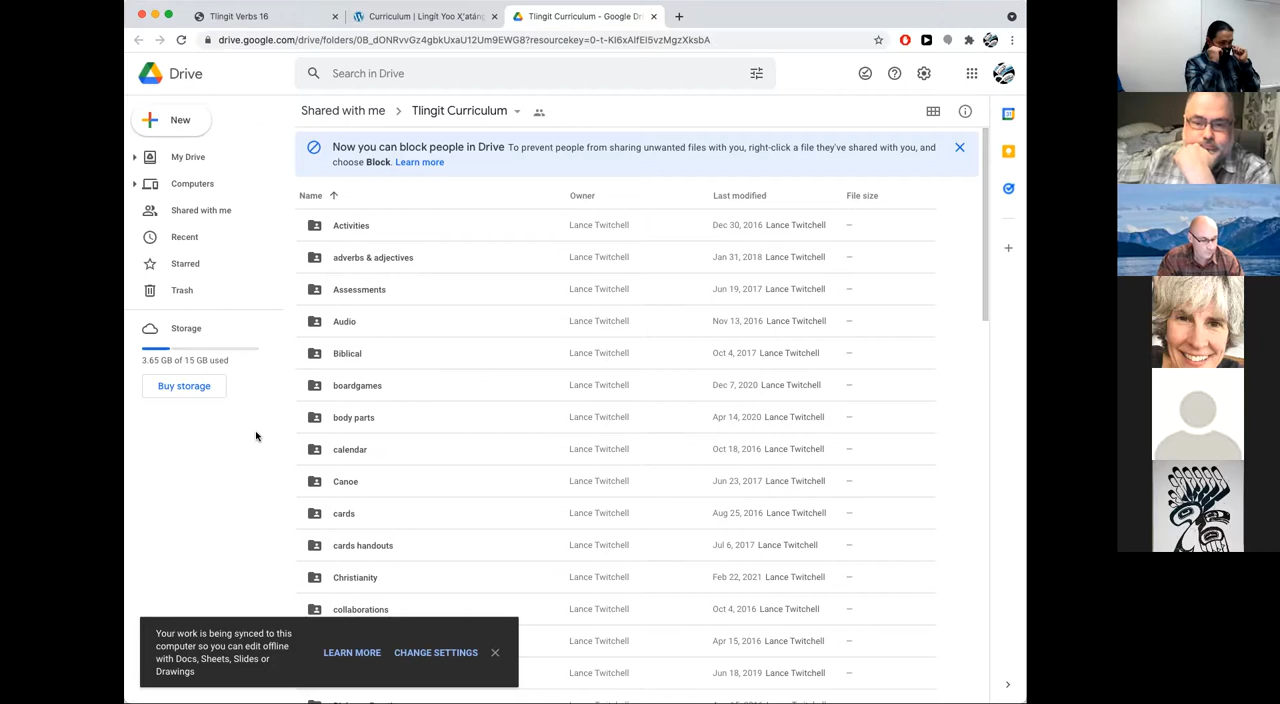 Tlingit Verbs 16
Curriculum | Lingít Yoo X̱ʼatáng
Tlingit Curriculum - Google Dri
drive.google.com/drive/folders/0B_dONRvvGz4gbkUxaU12Um9EWG8?resourcekey=0-t-KI6xAlfEl5vzMgzXksbA
Drive
Search in Drive
New
Shared with me > Tlingit Curriculum
Now you can block people in Drive To prevent people from sharing unwanted files with you, right-click a file they've shared with you, and
choose Block. Learn more
My Drive
Computers
Shared with me
Recent
Starred
Trash
Storage
3.65 GB of 15 GB used
Buy storage
Name Owner Last modified File size
Activities Lance Twitchell Dec 30, 2016 Lance Twitchell —
adverbs & adjectives Lance Twitchell Jan 31, 2018 Lance Twitchell —
Assessments Lance Twitchell Jun 19, 2017 Lance Twitchell —
Audio Lance Twitchell Nov 13, 2016 Lance Twitchell —
Biblical Lance Twitchell Oct 4, 2017 Lance Twitchell —
boardgames Lance Twitchell Dec 7, 2020 Lance Twitchell —
body parts Lance Twitchell Apr 14, 2020 Lance Twitchell —
calendar Lance Twitchell Oct 18, 2016 Lance Twitchell —
Canoe Lance Twitchell Jun 23, 2017 Lance Twitchell —
cards Lance Twitchell Aug 25, 2016 Lance Twitchell —
cards handouts Lance Twitchell Jul 6, 2017 Lance Twitchell —
Christianity Lance Twitchell Feb 22, 2021 Lance Twitchell —
collaborations Lance Twitchell Oct 4, 2016 Lance Twitchell —
Lance Twitchell Apr 15, 2016 Lance Twitchell —
Lance Twitchell Jun 18, 2019 Lance Twitchell —
Your work is being synced to this
computer so you can edit offline
with Docs, Sheets, Slides or
Drawings
LEARN MORE CHANGE SETTINGS